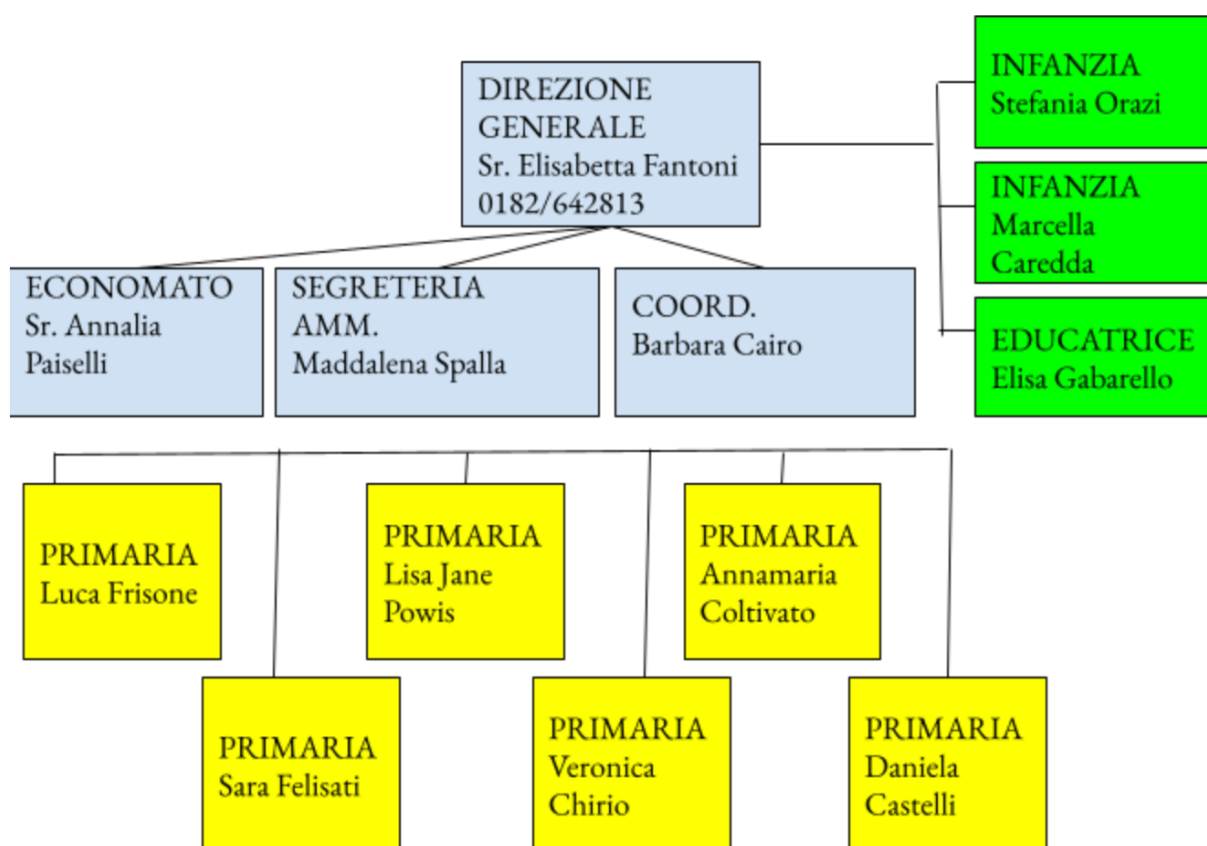 DIREZIONE
GENERALE
Sr. Elisabetta Fantoni
0182/642813
INFANZIA
Stefania Orazi
INFANZIA
Marcella
Caredda
EDUCATRICE
Elisa Gabarello
ECONOMATO
Sr. Annalia
Paiselli
SEGRETERIA
AMM.
Maddalena Spalla
COORD.
Barbara Cairo
PRIMARIA
Luca Frisone
PRIMARIA
Lisa Jane
Powis
PRIMARIA
Annamaria
Coltivato
PRIMARIA
Sara Felisati
PRIMARIA
Veronica
Chirio
PRIMARIA
Daniela
Castelli